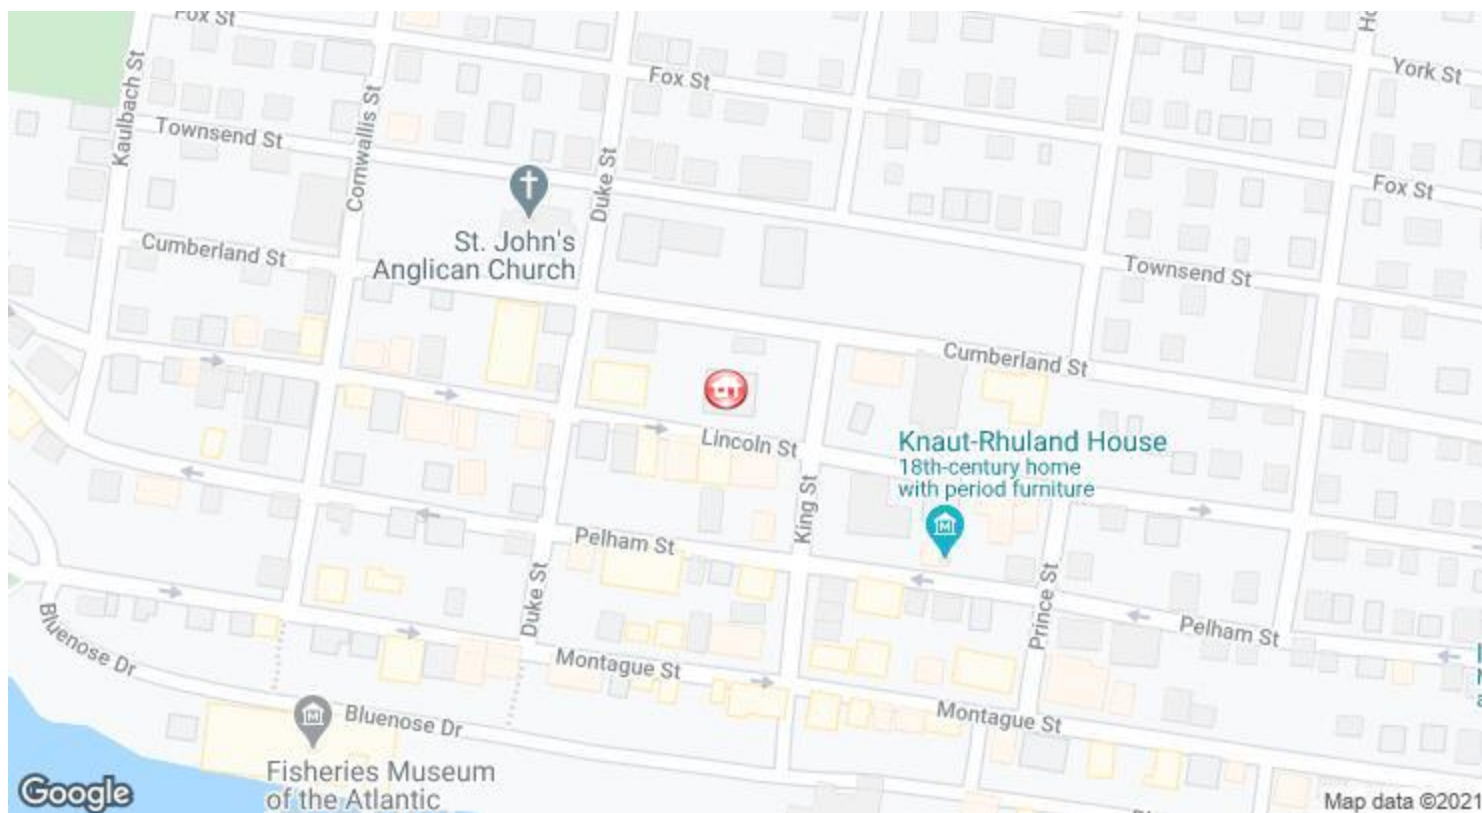 Fox St
Kaulbach St
Cornwallis St
Fox St
York St
Townsend St
Duke St
Fox St
St. John's
Anglican Church
Cumberland St
Townsend St
Cumberland St
Lincoln St
Knaut-Rhuland House
18th-century home
with period furniture
King St
Pelham St
Duke St
Prince St
Pelham St
Bluenose Dr
Montague St
Bluenose Dr
Montague St
Fisheries Museum
of the Atlantic
Google
Map data ©2021